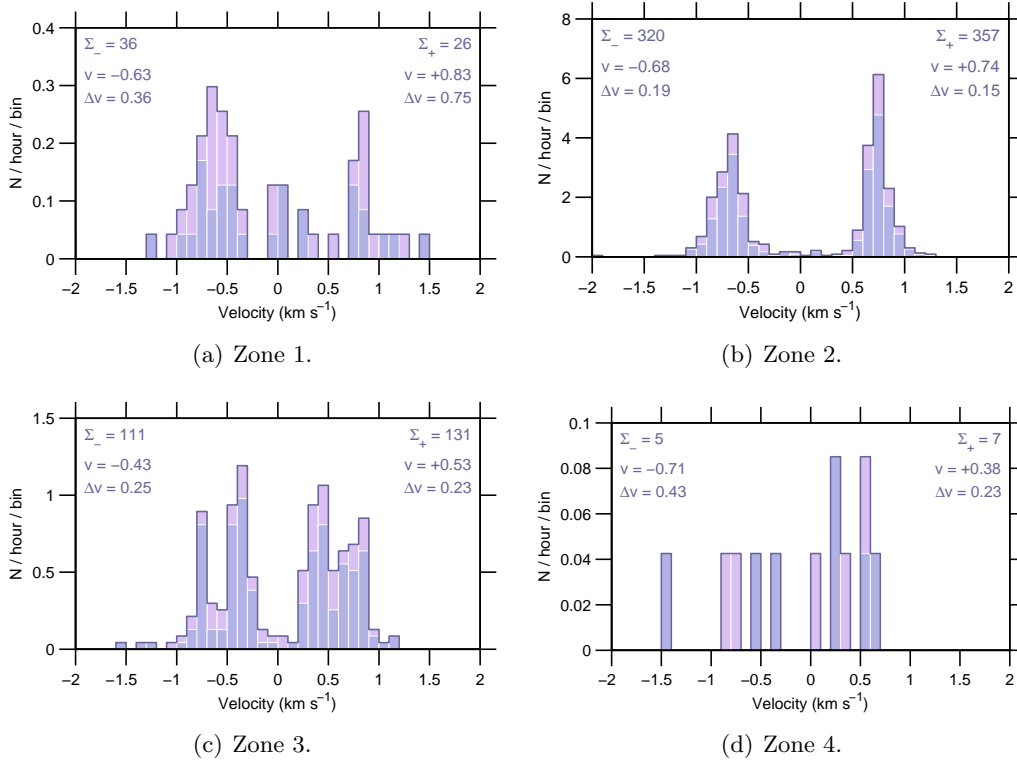 0.4
0.3
0.2
0.1
0
N / hour / bin
Σ− = 36
v = −0.63
Δv = 0.36
Σ+ = 26
v = +0.83
Δv = 0.75
−2 −1.5 −1 −0.5 0 0.5 1 1.5 2
Velocity (km s−1)
(a) Zone 1.
8
6
4
2
0
N / hour / bin
Σ− = 320
v = −0.68
Δv = 0.19
Σ+ = 357
v = +0.74
Δv = 0.15
−2 −1.5 −1 −0.5 0 0.5 1 1.5 2
Velocity (km s−1)
(b) Zone 2.
1.5
1
0.5
0
N / hour / bin
Σ− = 111
v = −0.43
Δv = 0.25
Σ+ = 131
v = +0.53
Δv = 0.23
−2 −1.5 −1 −0.5 0 0.5 1 1.5 2
Velocity (km s−1)
(c) Zone 3.
0.1
0.08
0.06
0.04
0.02
0
N / hour / bin
Σ− = 5
v = −0.71
Δv = 0.43
Σ+ = 7
v = +0.38
Δv = 0.23
−2 −1.5 −1 −0.5 0 0.5 1 1.5 2
Velocity (km s−1)
(d) Zone 4.